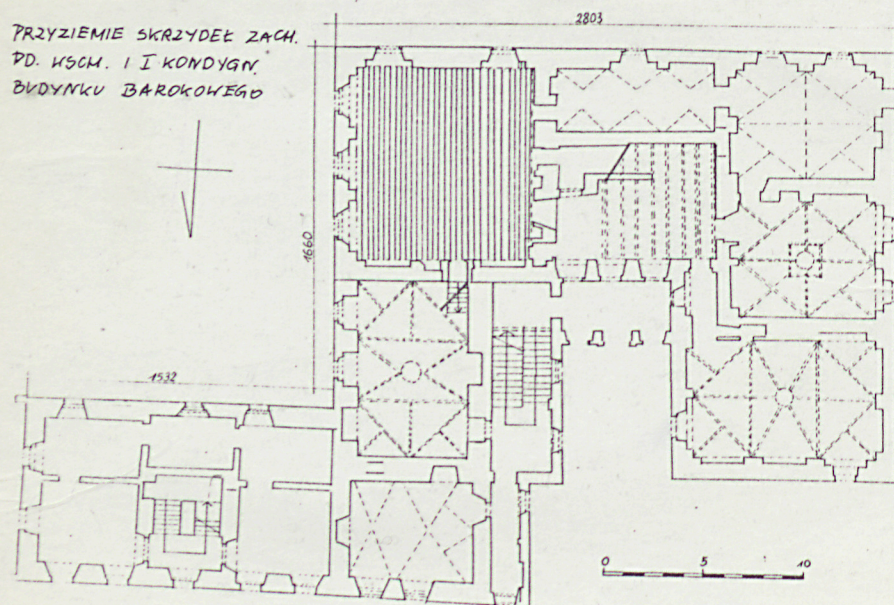 PRZYZIEMIE SKRZYDEŁ ZACH.
PD. WSCH. I I KONDYGN.
BUDYNKU BAROKOWEGO
2803
1660
1532
0 5 10